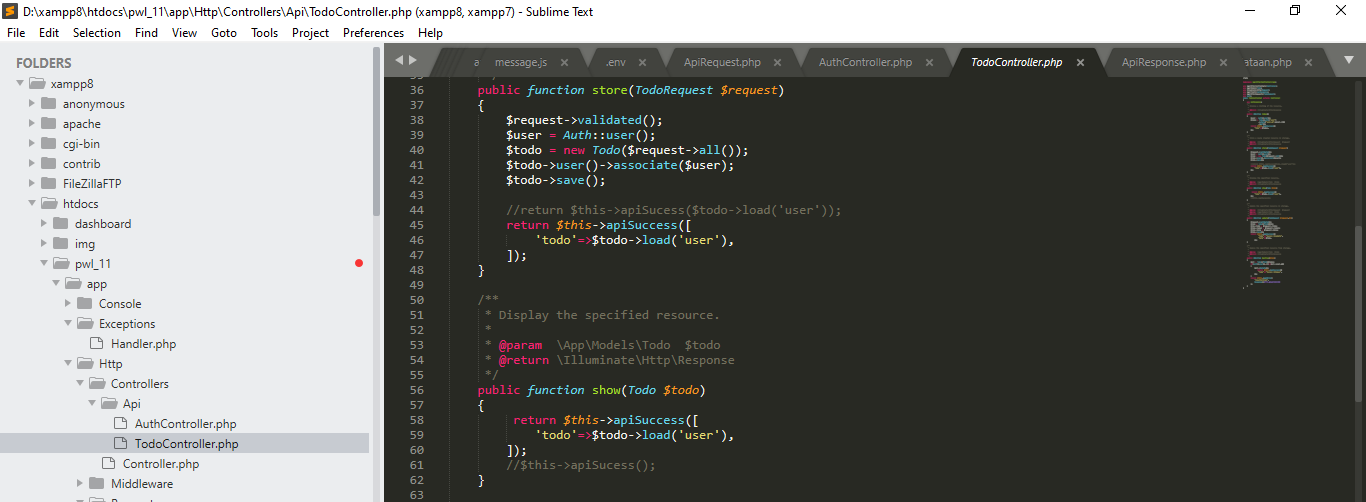 D:\xampp8\htdocs\pwl_11\app\Http\Controllers\Api\TodoController.php (xampp8, xampp7) - Sublime Text
File Edit Selection Find View Goto Tools Project Preferences Help
FOLDERS
xampp8
anonymous
apache
cgi-bin
contrib
FileZillaFTP
htdocs
dashboard
img
pwl_11
app
Console
Exceptions
Handler.php
Http
Controllers
Api
AuthController.php
TodoController.php
Controller.php
Middleware
a message.js .env ApiRequest.php AuthController.php TodoController.php ApiResponse.php ataan.php
36 public function store(TodoRequest $request)
37 {
38 $request->validated();
39 $user = Auth::user();
40 $todo = new Todo($request->all());
41 $todo->user()->associate($user);
42 $todo->save();
43
44 //return $this->apiSucess($todo->load('user'));
45 return $this->apiSuccess([
46 'todo'=>$todo->load('user'),
47 ]);
48 }
49
50 /**
51 * Display the specified resource.
52 *
53 * @param \App\Models\Todo $todo
54 * @return \Illuminate\Http\Response
55 */
56 public function show(Todo $todo)
57 {
58 return $this->apiSuccess([
59 'todo'=>$todo->load('user'),
60 ]);
61 //$this->apiSucess();
62 }
63